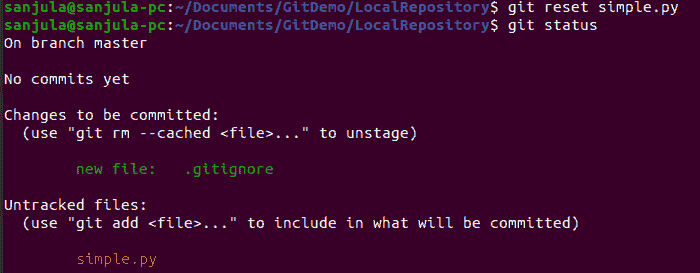 sanjula@sanjula-pc:~/Documents/GitDemo/LocalRepository$ git reset simple.py
sanjula@sanjula-pc:~/Documents/GitDemo/LocalRepository$ git status
On branch master
No commits yet
Changes to be committed:
(use "git rm --cached <file>..." to unstage)
new file: .gitignore
Untracked files:
(use "git add <file>..." to include in what will be committed)
simple.py